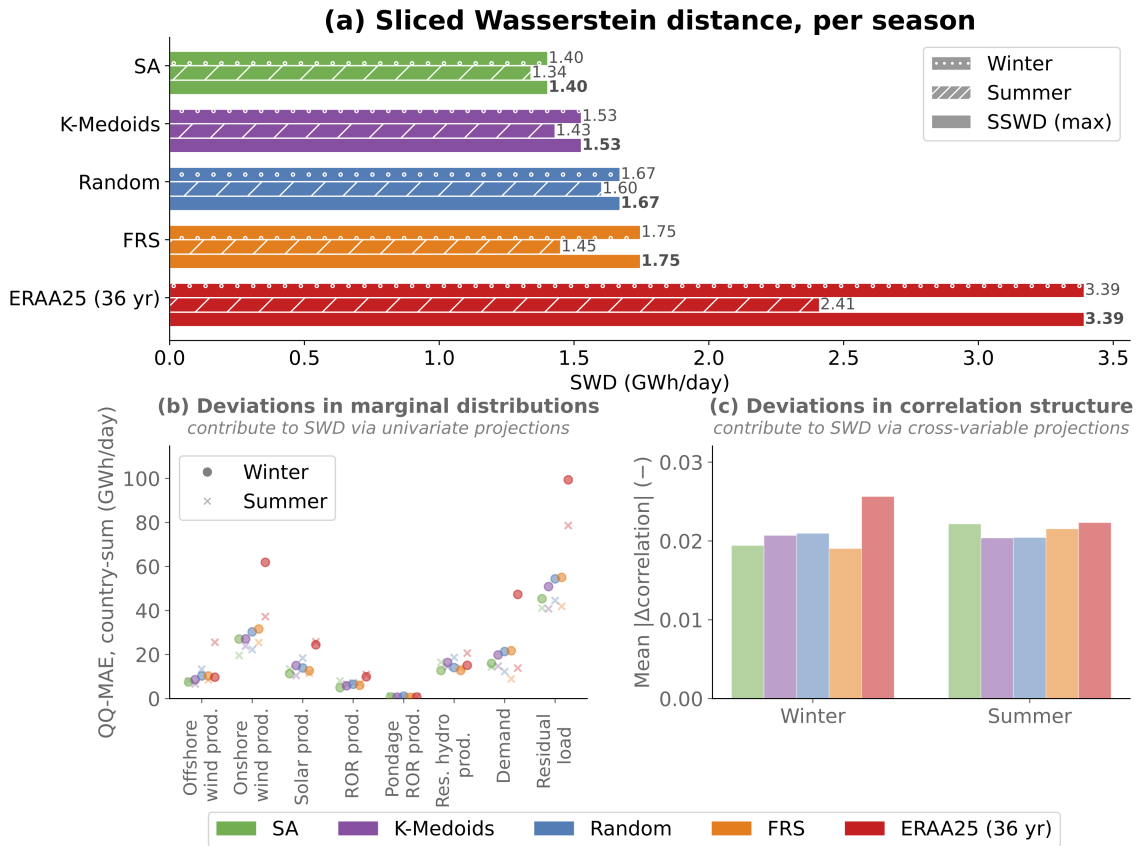 (a) Sliced Wasserstein distance, per season
SA
1.40
1.34
1.40
K-Medoids
1.53
1.43
1.53
Random
1.67
1.60
1.67
FRS
1.75
1.45
1.75
ERAA25 (36 yr)
3.39
2.41
3.39
Winter
Summer
SSWD (max)
0.0 0.5 1.0 1.5 2.0 2.5 3.0 3.5
SWD (GWh/day)
(b) Deviations in marginal distributions
contribute to SWD via univariate projections
QQ-MAE, country-sum (GWh/day)
100
80
60
40
20
0
Winter
Summer
Offshore
wind prod.
Onshore
wind prod.
Solar prod.
ROR prod.
Pondage
ROR prod.
Res. hydro
prod.
Demand
Residual
load
(c) Deviations in correlation structure
contribute to SWD via cross-variable projections
Mean |Δcorrelation| (−)
0.03
0.02
0.01
0.00
Winter Summer
SA K-Medoids Random FRS ERAA25 (36 yr)